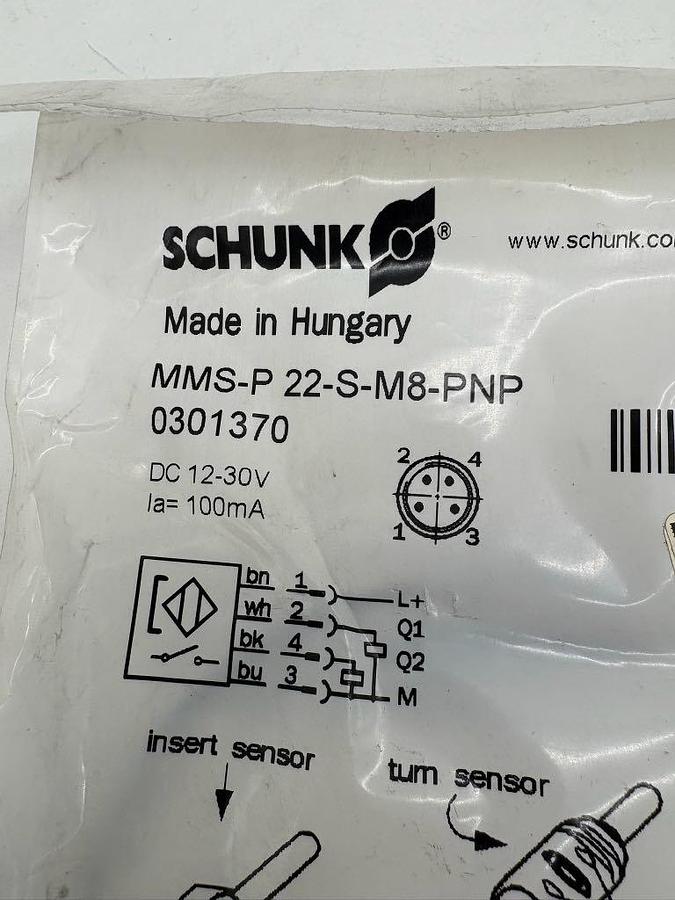 SCHUNK ®
www.schunk.co
Made in Hungary
MMS-P 22-S-M8-PNP
0301370
DC 12-30V
Ia= 100mA
2 4
1 3
bn 1 L+
wh 2 Q1
bk 4 Q2
bu 3 M
insert sensor
turn sensor